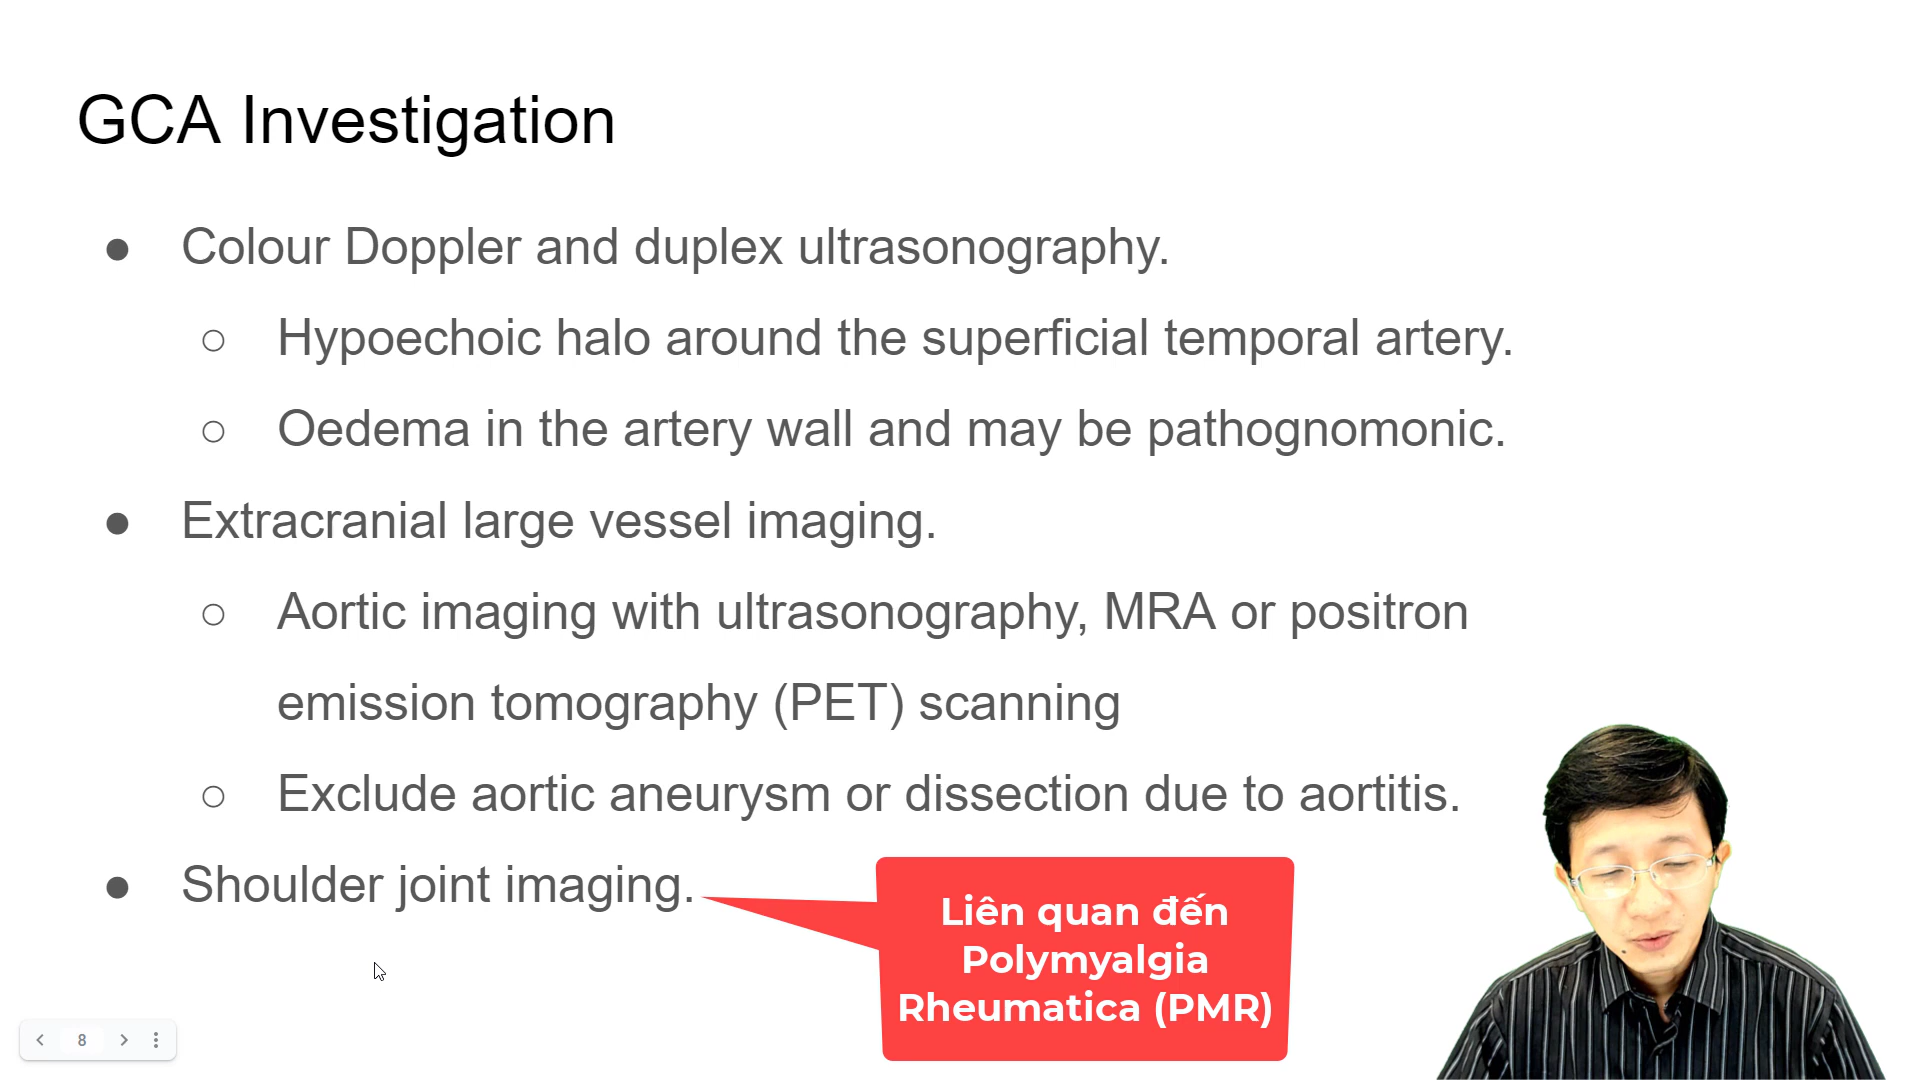 GCA Investigation
● Colour Doppler and duplex ultrasonography.
○ Hypoechoic halo around the superficial temporal artery.
○ Oedema in the artery wall and may be pathognomonic.
● Extracranial large vessel imaging.
○ Aortic imaging with ultrasonography, MRA or positron
emission tomography (PET) scanning
○ Exclude aortic aneurysm or dissection due to aortitis.
● Shoulder joint imaging.
Liên quan đến
Polymyalgia
Rheumatica (PMR)
8